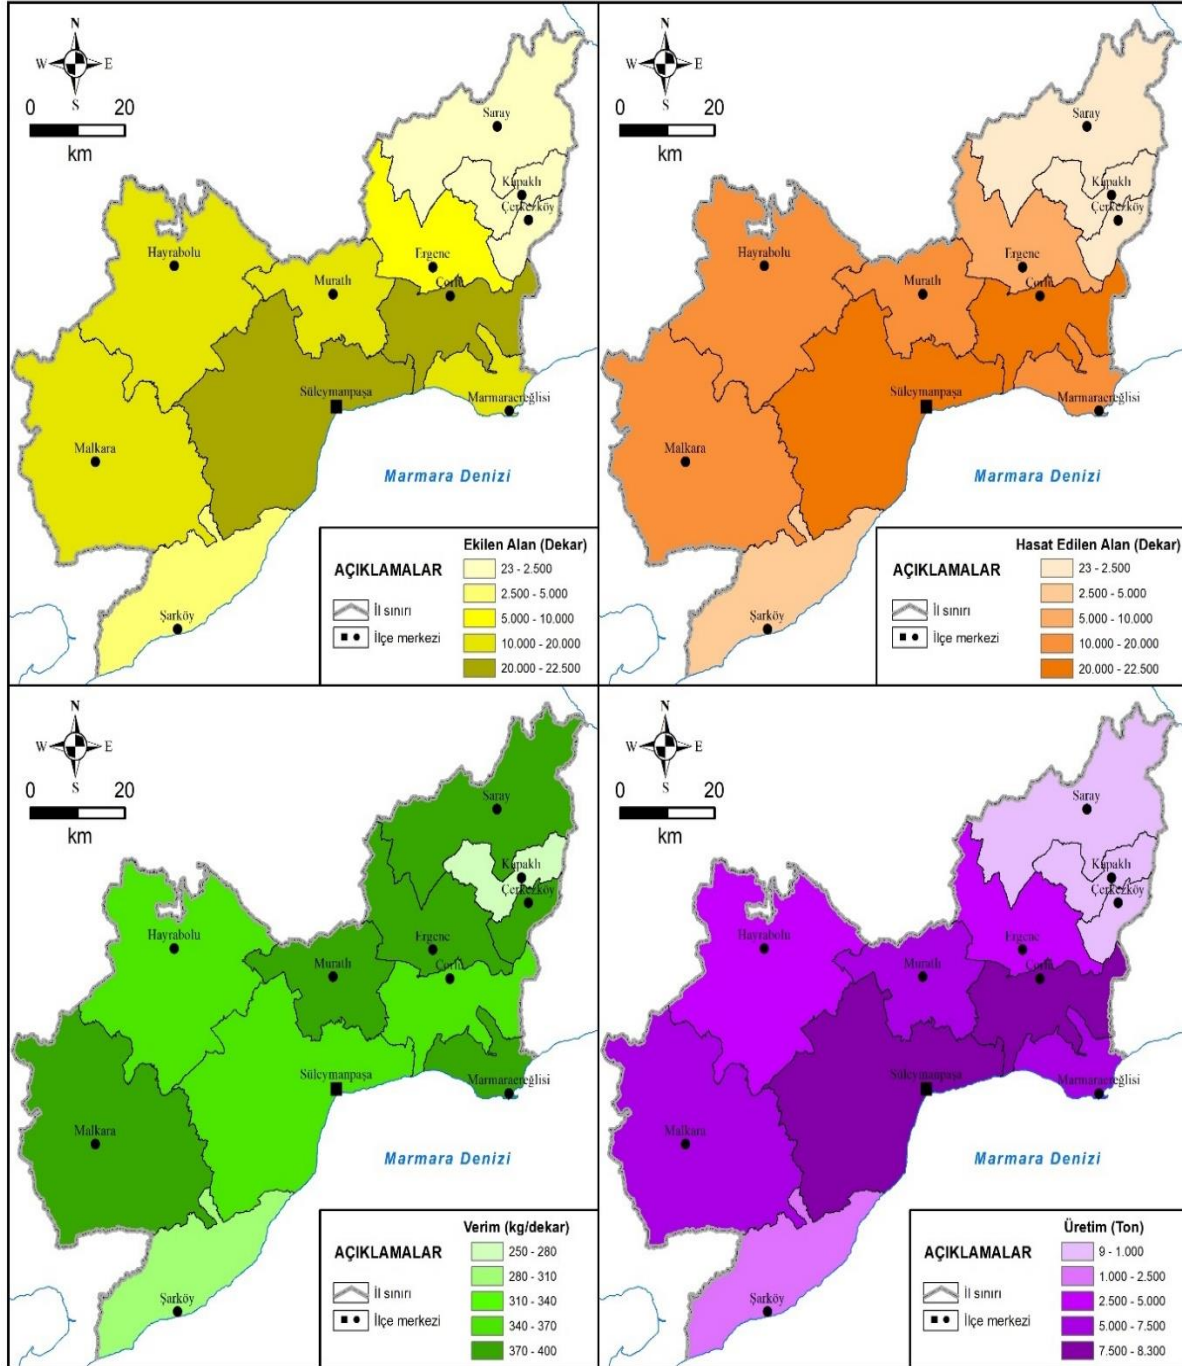 N
W E
S
0 20
km
Saray
Kapaklı
Çerkezköy
Hayrabolu
Ergene
Muratlı
Çorlu
Süleymanpaşa
Marmaraereğlisi
Malkara
Marmara Denizi
Şarköy
AÇIKLAMALAR
İl sınırı
İlçe merkezi
Ekilen Alan (Dekar)
23 - 2.500
2.500 - 5.000
5.000 - 10.000
10.000 - 20.000
20.000 - 22.500
N
W E
S
0 20
km
Saray
Kapaklı
Çerkezköy
Hayrabolu
Ergene
Muratlı
Çorlu
Süleymanpaşa
Marmaraereğlisi
Malkara
Marmara Denizi
Şarköy
AÇIKLAMALAR
İl sınırı
İlçe merkezi
Hasat Edilen Alan (Dekar)
23 - 2.500
2.500 - 5.000
5.000 - 10.000
10.000 - 20.000
20.000 - 22.500
N
W E
S
0 20
km
Saray
Kapaklı
Çerkezköy
Hayrabolu
Ergene
Muratlı
Çorlu
Süleymanpaşa
Marmaraereğlisi
Malkara
Marmara Denizi
Şarköy
AÇIKLAMALAR
İl sınırı
İlçe merkezi
Verim (kg/dekar)
250 - 280
280 - 310
310 - 340
340 - 370
370 - 400
N
W E
S
0 20
km
Saray
Kapaklı
Çerkezköy
Hayrabolu
Ergene
Muratlı
Çorlu
Süleymanpaşa
Marmaraereğlisi
Malkara
Marmara Denizi
Şarköy
AÇIKLAMALAR
İl sınırı
İlçe merkezi
Üretim (Ton)
9 - 1.000
1.000 - 2.500
2.500 - 5.000
5.000 - 7.500
7.500 - 8.300